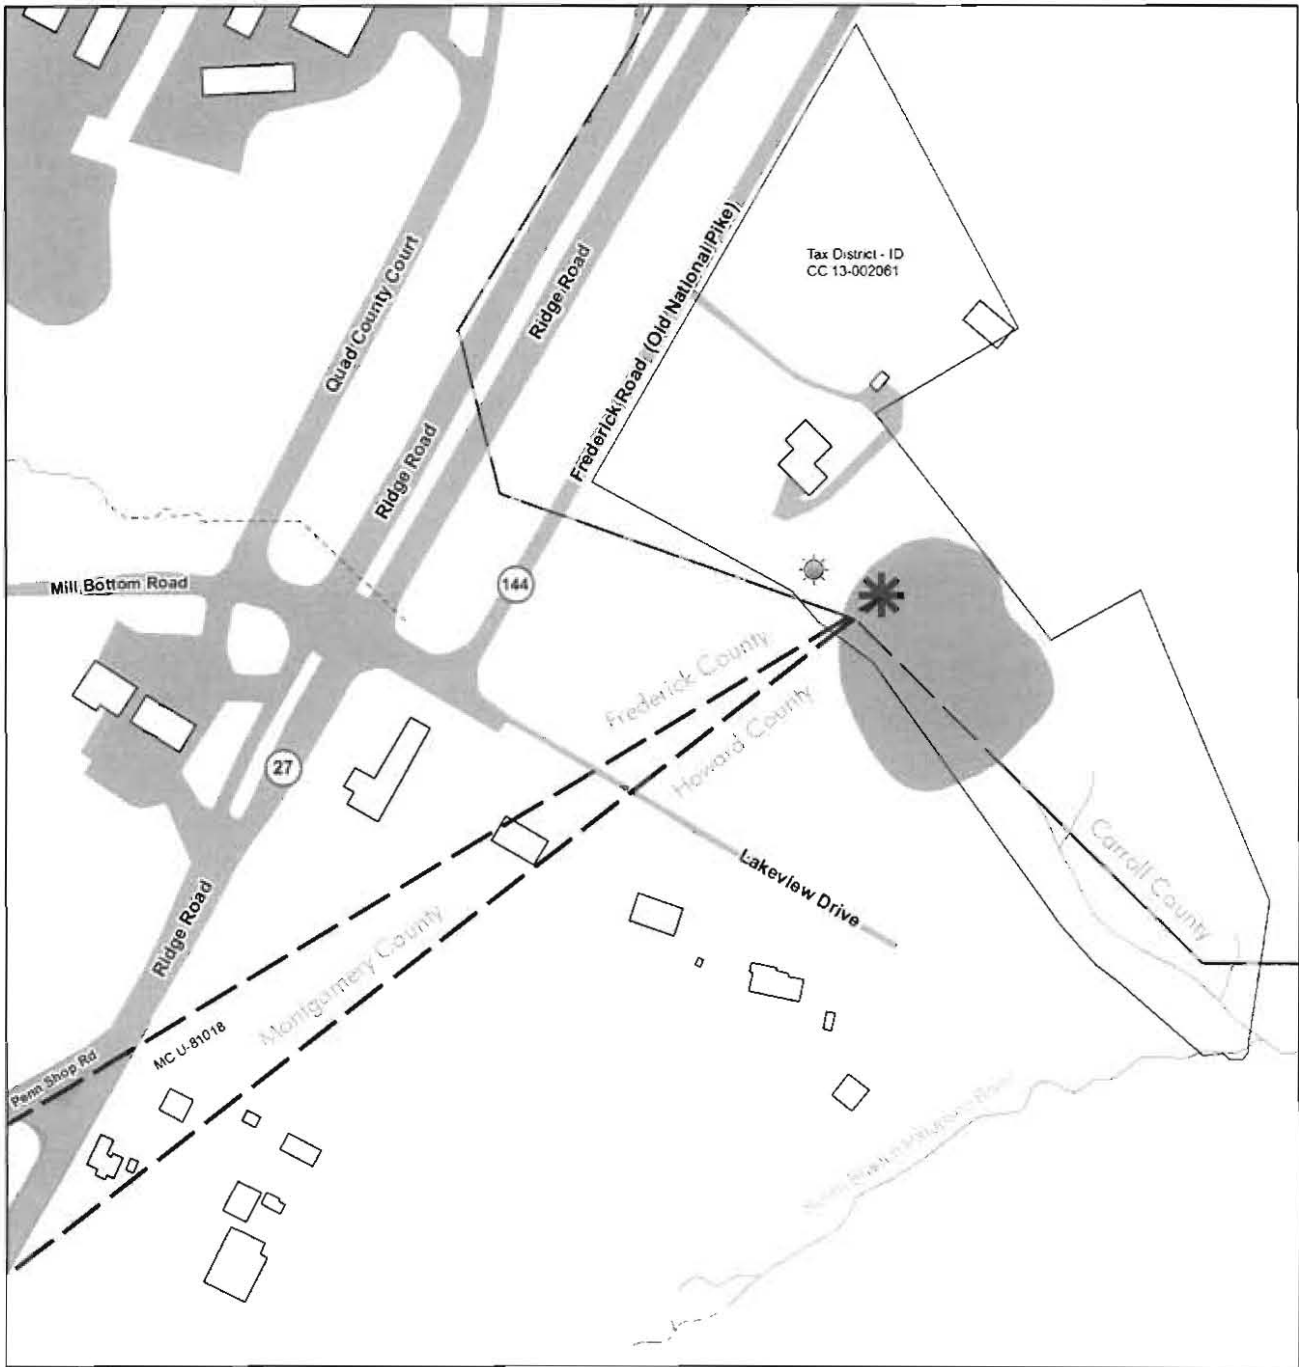 Tax District - ID
CC 13-002061
Quad County Court
Ridge Road
Frederick Road (Old National Pike)
Ridge Road
Mill Bottom Road
144
Frederick County
Howard County
27
Lakeview Drive
Carroll County
Ridge Road
Montgomery County
MC U-81018
Penn Shop Rd